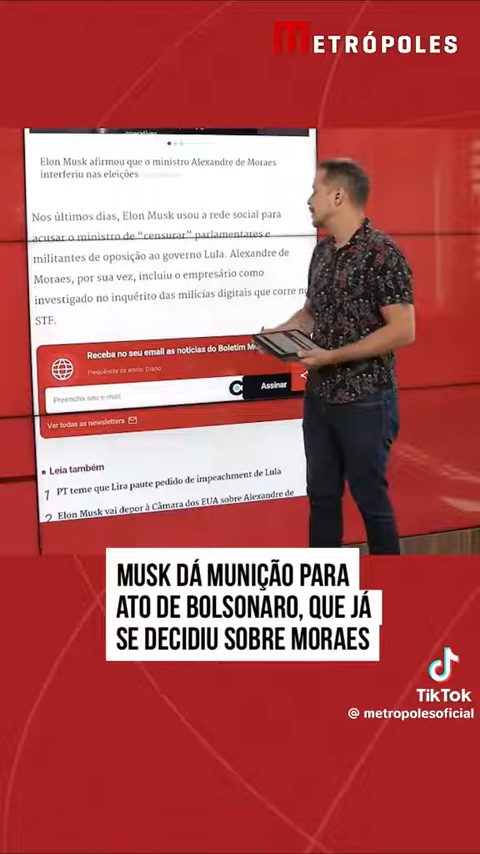 METRÓPOLES
Elon Musk afirmou que o ministro Alexandre de Moraes
interferiu nas eleições
Nos últimos dias, Elon Musk usou a rede social para
acusar o ministro de “censurar” parlamentares e
militantes de oposição ao governo Lula. Alexandre de
Moraes, por sua vez, incluiu o empresário como
investigado no inquérito das milícias digitais que corre no
STF.
Receba no seu email as notícias do Boletim
Frequência de envio: Diário
Preencha seu e-mail
Assinar
Ver todas as newsletters
Leia também
1 PT teme que Lira paute pedido de impeachment de Lula
2 Elon Musk vai depor à Câmara dos EUA sobre Alexandre de
MUSK DÁ MUNIÇÃO PARA
ATO DE BOLSONARO, QUE JÁ
SE DECIDIU SOBRE MORAES
TikTok
@ metropolesoficial